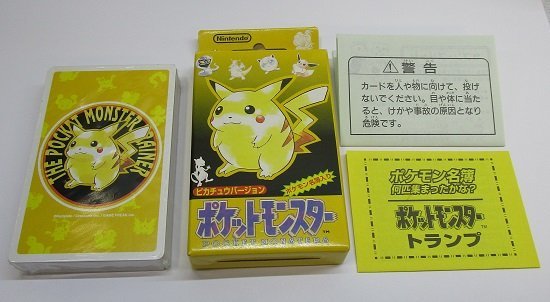 THE POCKET MONSTER TRAINER
Nintendo
ピカチュウバージョン
ポケットモンスター
TM
POCKET MONSTERS
警告
カードを人や物に向けて、投げ
ないでください。目や体に当た
ると、けがや事故の原因となり
危険です。
ポケモン名簿
何匹集まったかな?
ポケットモンスター
TM
トランプ